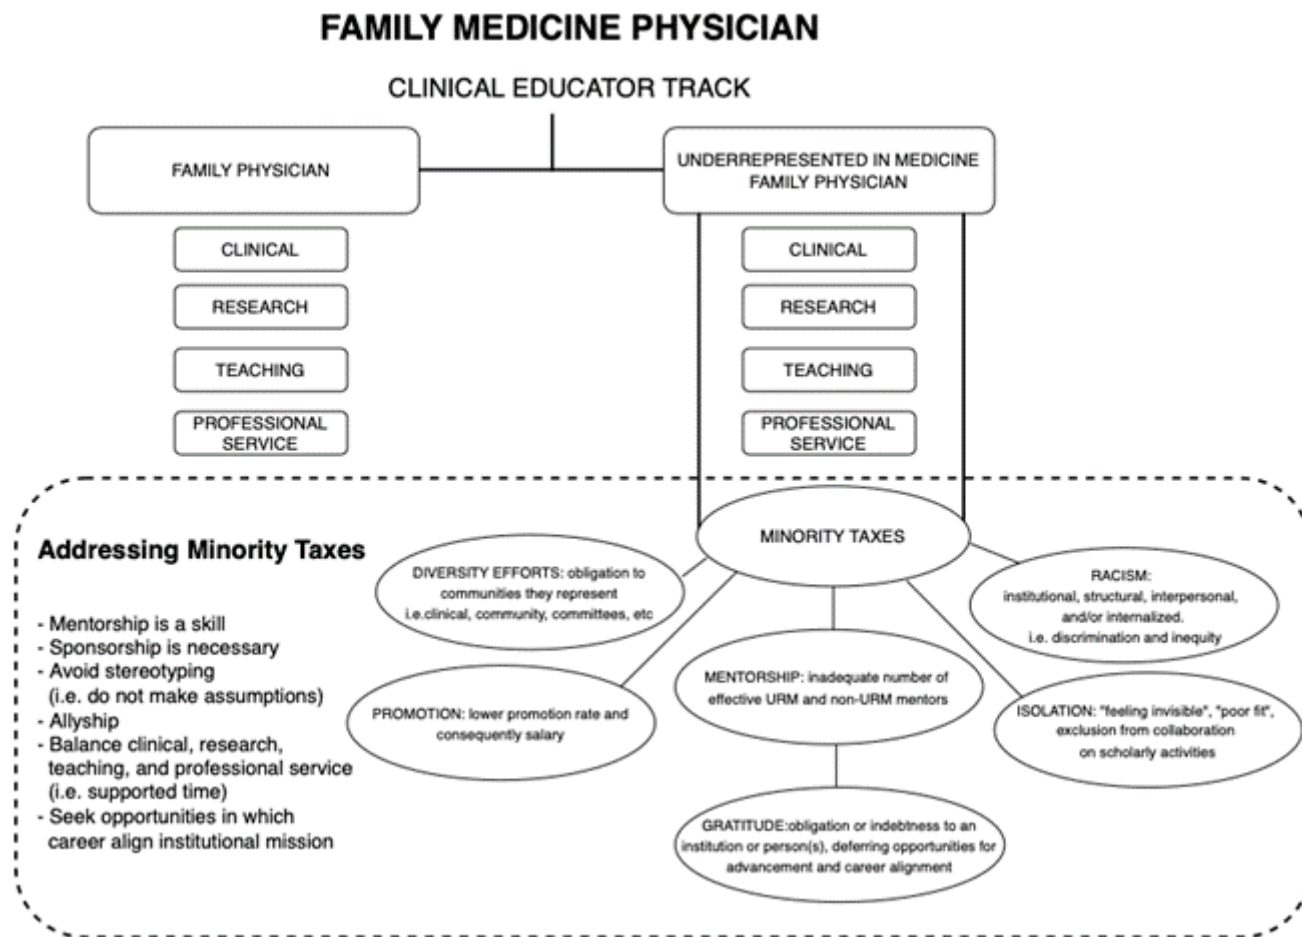 FAMILY MEDICINE PHYSICIAN
CLINICAL EDUCATOR TRACK
FAMILY PHYSICIAN
UNDERREPRESENTED IN MEDICINE
FAMILY PHYSICIAN
CLINICAL
RESEARCH
TEACHING
PROFESSIONAL
SERVICE
CLINICAL
RESEARCH
TEACHING
PROFESSIONAL
SERVICE
Addressing Minority Taxes
- Mentorship is a skill
- Sponsorship is necessary
- Avoid stereotyping
(i.e. do not make assumptions)
- Allyship
- Balance clinical, research,
teaching, and professional service
(i.e. supported time)
- Seek opportunities in which
career align institutional mission
MINORITY TAXES
DIVERSITY EFFORTS: obligation to
communities they represent
i.e.clinical, community, committees, etc
RACISM:
institutional, structural, interpersonal,
and/or internalized.
i.e. discrimination and inequity
PROMOTION: lower promotion rate and
consequently salary
MENTORSHIP: inadequate number of
effective URM and non-URM mentors
ISOLATION: "feeling invisible", "poor fit",
exclusion from collaboration
on scholarly activities
GRATITUDE:obligation or indebtness to an
institution or person(s), deferring opportunities for
advancement and career alignment